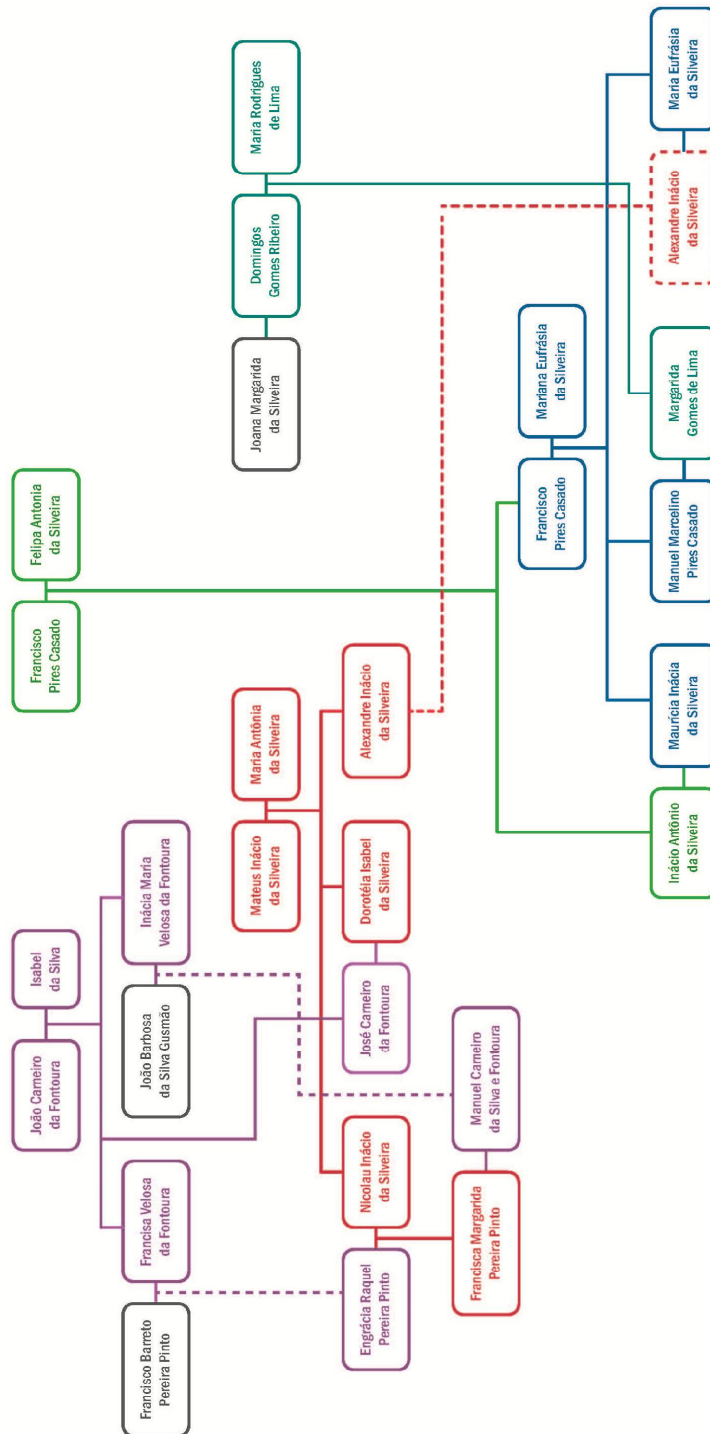 João Carneiro
da Fontoura
Isabel
da Silva
Francisco
Pires Casado
Felipa Antonia
da Silveira
Francisco Barreto
Pereira Pinto
Francisa Velosa
da Fontoura
João Barbosa
da Silva Gusmão
Inácia Maria
Velosa da Fontoura
Mateus Inácio
da Silveira
Maria Antônia
da Silveira
Joana Margarida
da Silveira
Domingos
Gomes Ribeiro
Maria Rodrigues
de Lima
Engrácia Raquel
Pereira Pinto
Nicolau Inácio
da Silveira
José Carneiro
da Fontoura
Dorotéia Isabel
da Silveira
Alexandre Inácio
da Silveira
Francisca Margarida
Pereira Pinto
Manuel Carneiro
da Silva e Fontoura
Francisco
Pires Casado
Mariana Eufrásia
da Silveira
Inácio Antônio
da Silveira
Maurícia Inácia
da Silveira
Manuel Marcelino
Pires Casado
Margarida
Gomes de Lima
Alexandre Inácio
da Silveira
Maria Eufrásia
da Silveira